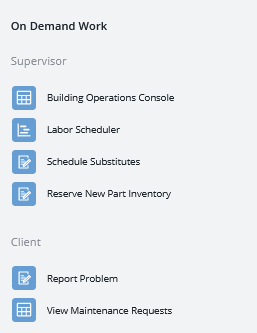 On Demand Work
Supervisor
Building Operations Console
Labor Scheduler
Schedule Substitutes
Reserve New Part Inventory
Client
Report Problem
View Maintenance Requests